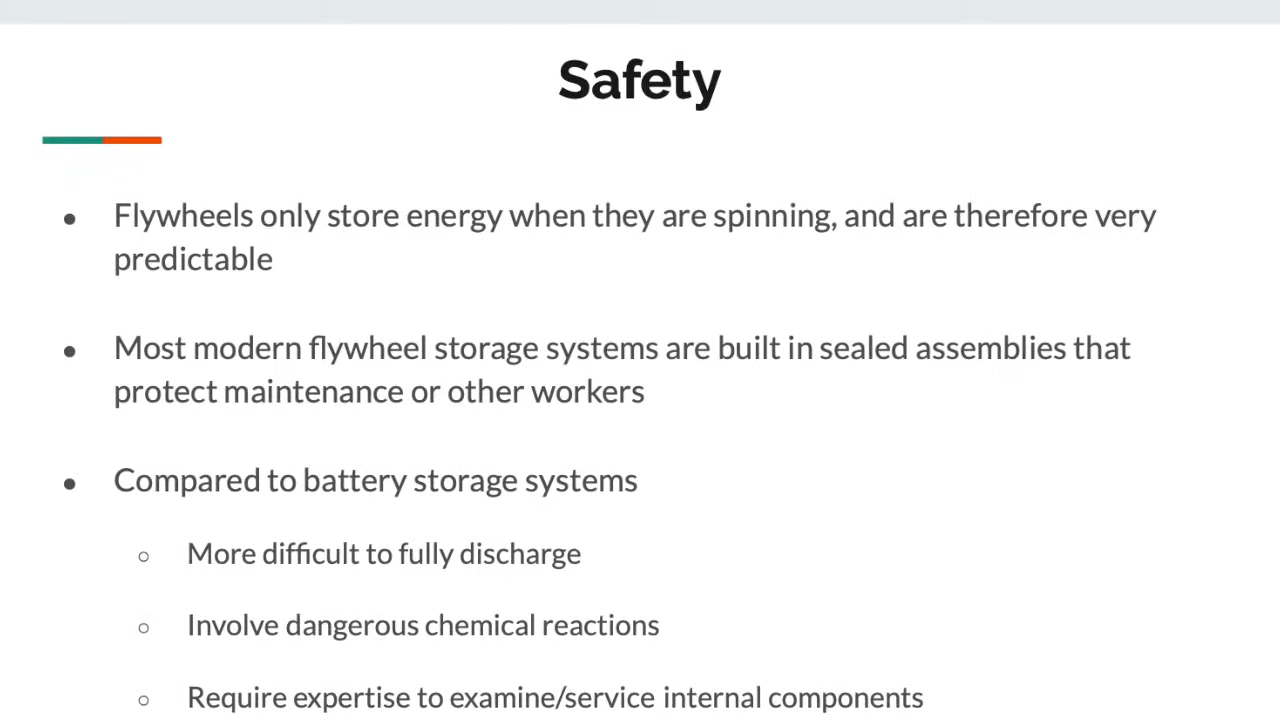 Safety
● Flywheels only store energy when they are spinning, and are therefore very
predictable
● Most modern flywheel storage systems are built in sealed assemblies that
protect maintenance or other workers
● Compared to battery storage systems
○ More difficult to fully discharge
○ Involve dangerous chemical reactions
○ Require expertise to examine/service internal components